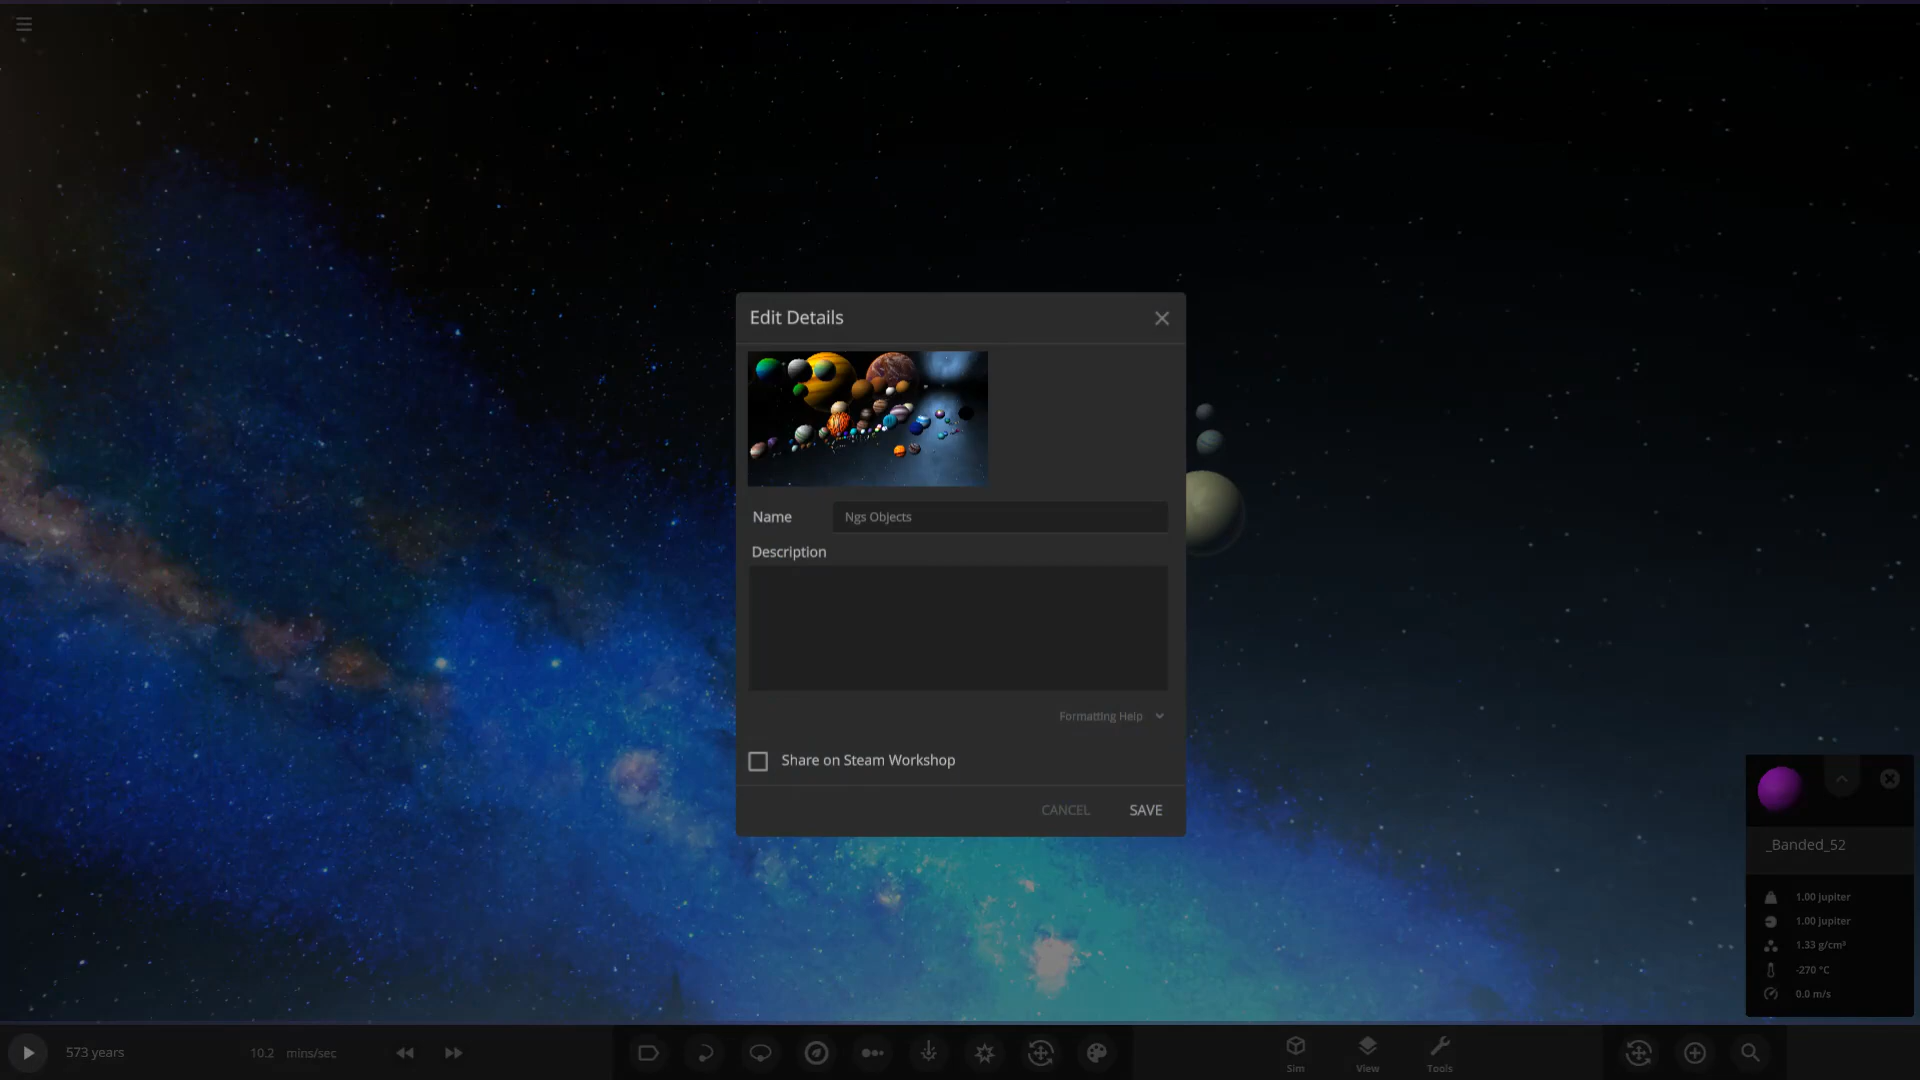 Edit Details
Name
Ngs Objects
Description
Formatting Help
Share on Steam Workshop
CANCEL
SAVE
_Banded_52
1.00 Jupiter
1.00 Jupiter
1.33 g/cm³
-270 °C
0.0 m/s
573 years
10.2 mins/sec
Sim
View
Tools